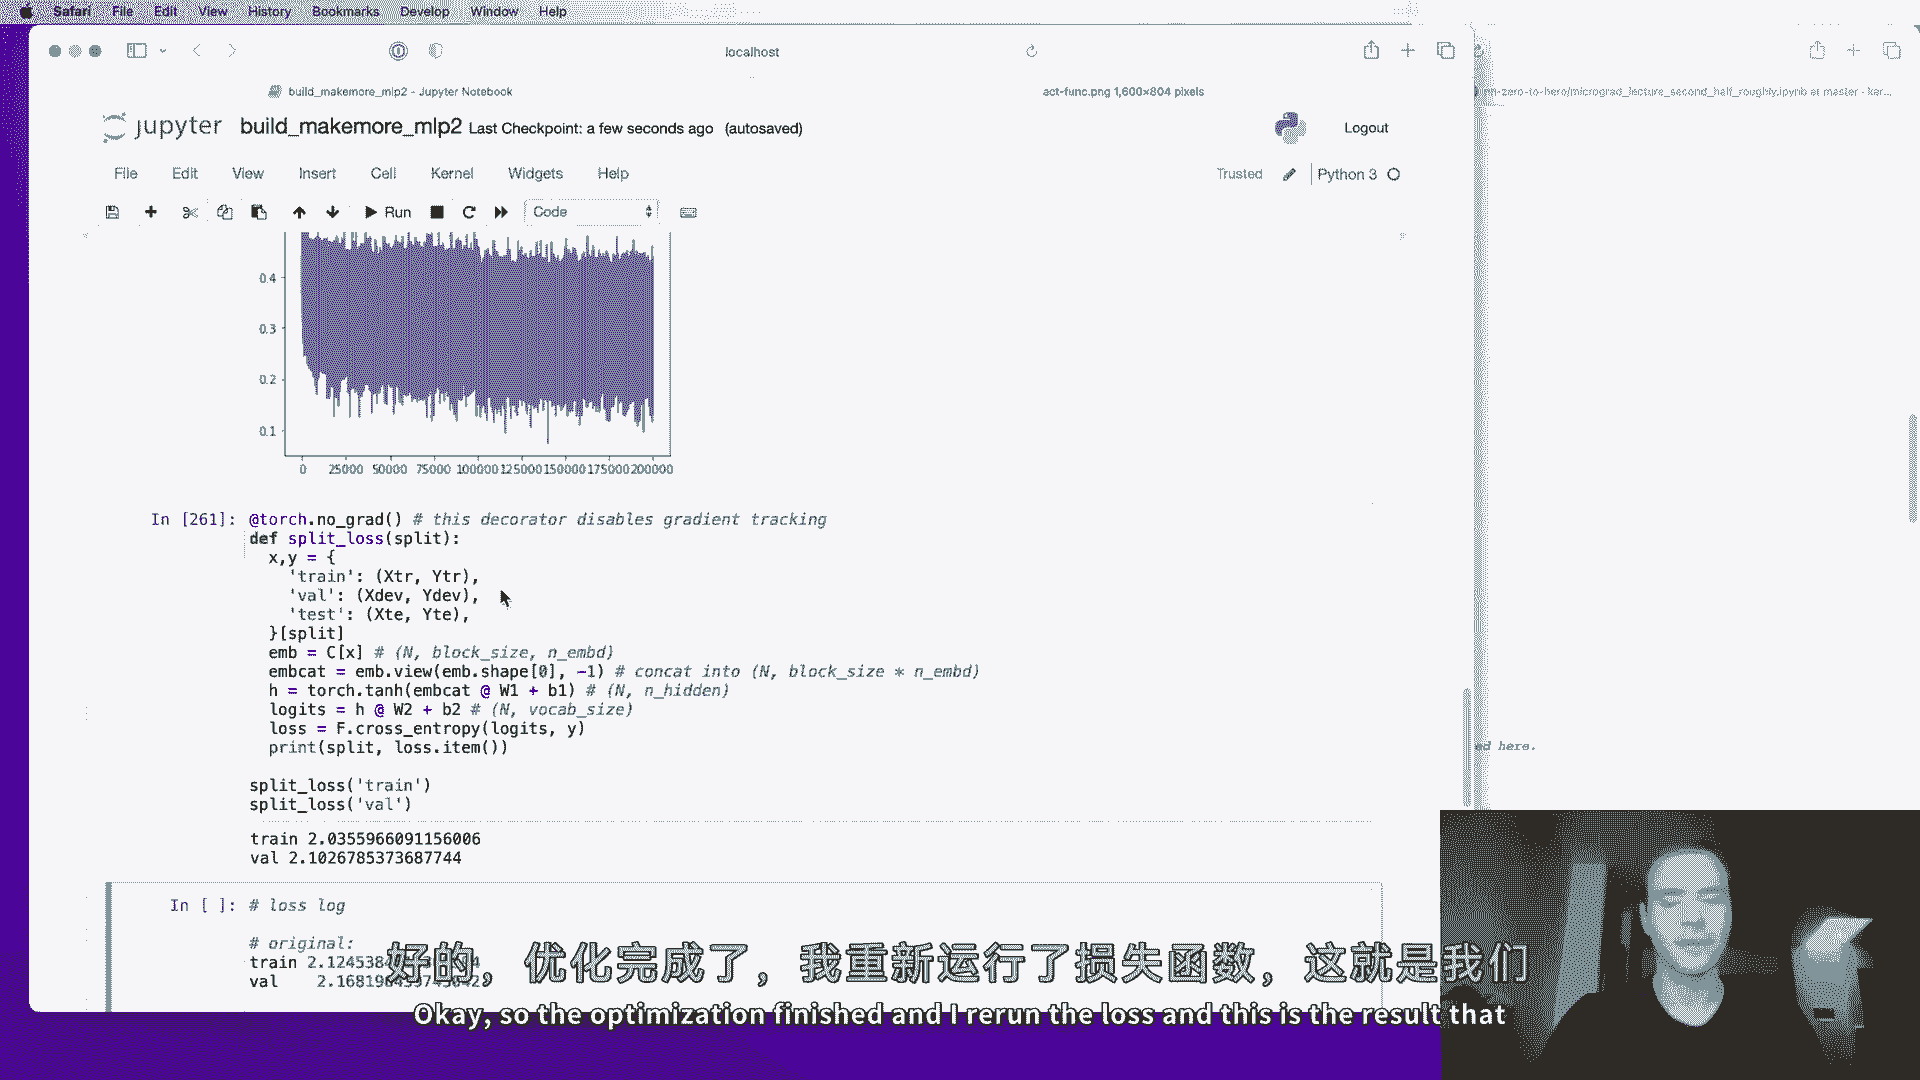 Safari File Edit View History Bookmarks Develop Window Help
localhost
build_makemore_mlp2 - Jupyter Notebook
act-func.png 1,600×804 pixels
nn-zero-to-hero/micrograd_lecture_second_half_roughly.ipynb at master · kar...
jupyter build_makemore_mlp2 Last Checkpoint: a few seconds ago (autosaved)
Logout
File Edit View Insert Cell Kernel Widgets Help
Trusted
Python 3
Run
Code
0.4
0.3
0.2
0.1
0 25000 50000 75000 100000 125000 150000 175000 200000
In [261]: @torch.no_grad() # this decorator disables gradient tracking
def split_loss(split):
x,y = {
'train': (Xtr, Ytr),
'val': (Xdev, Ydev),
'test': (Xte, Yte),
}[split]
emb = C[x] # (N, block_size, n_embd)
embcat = emb.view(emb.shape[0], -1) # concat into (N, block_size * n_embd)
h = torch.tanh(embcat @ W1 + b1) # (N, n_hidden)
logits = h @ W2 + b2 # (N, vocab_size)
loss = F.cross_entropy(logits, y)
print(split, loss.item())
split_loss('train')
split_loss('val')
train 2.0355966091156006
val 2.1026785373687744
ed here.
In [ ]: # loss log
# original:
train
val
好的，优化完成了，我重新运行了损失函数，这就是我们
Okay, so the optimization finished and I rerun the loss and this is the result that